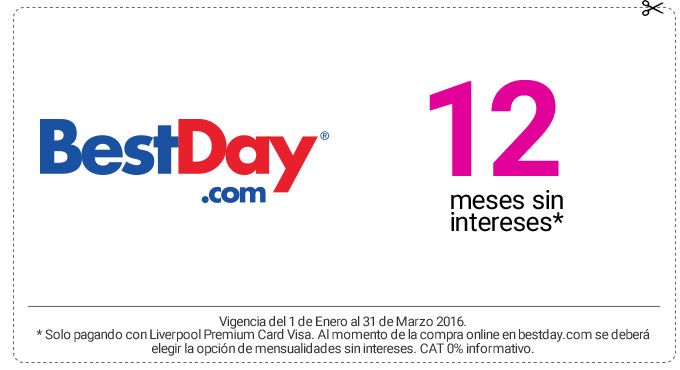 BestDay®
.com
12
meses sin
intereses*
Vigencia del 1 de Enero al 31 de Marzo 2016.
* Solo pagando con Liverpool Premium Card Visa. Al momento de la compra online en bestday.com se deberá
elegir la opción de mensualidades sin intereses. CAT 0% informativo.